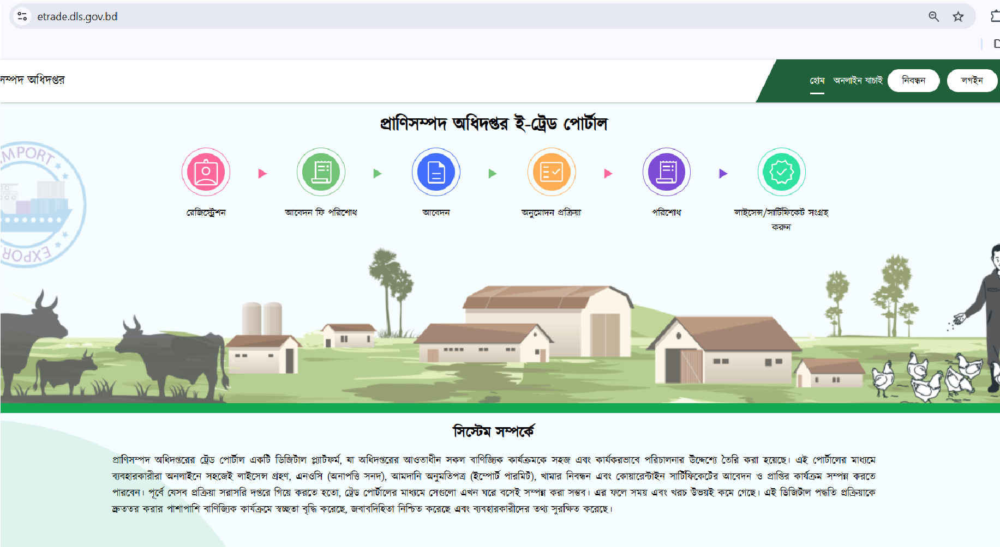 etrade.dls.gov.bd
সম্পদ অধিদপ্তর
হোম অনলাইন যাচাই নিবন্ধন লগইন
প্রাণিসম্পদ অধিদপ্তর ই-ট্রেড পোর্টাল
IMPORT
EXPOR
রেজিস্ট্রেশন
আবেদন ফি পরিশোধ
আবেদন
অনুমোদন প্রক্রিয়া
পরিশোধ
লাইসেন্স/সার্টিফিকেট সংগ্রহ
করুন
সিস্টেম সম্পর্কে
প্রাণিসম্পদ অধিদপ্তরের ট্রেড পোর্টাল একটি ডিজিটাল প্ল্যাটফর্ম, যা অধিদপ্তরের আওতাধীন সকল বাণিজ্যিক কার্যক্রমকে সহজ এবং কার্যকরভাবে পরিচালনার উদ্দেশ্যে তৈরি করা হয়েছে। এই পোর্টালের মাধ্যমে
ব্যবহারকারীরা অনলাইনে সহজেই লাইসেন্স গ্রহণ, এনওসি (অনাপত্তি সনদ), আমদানি অনুমতিপত্র (ইম্পোর্ট পারমিট), খামার নিবন্ধন এবং কোয়ারেন্টাইন সার্টিফিকেটের আবেদন ও প্রাপ্তির কার্যক্রম সম্পন্ন করতে
পারবেন। পূর্বে যেসব প্রক্রিয়া সরাসরি দপ্তরে গিয়ে করতে হতো, ট্রেড পোর্টালের মাধ্যমে সেগুলো এখন ঘরে বসেই সম্পন্ন করা সম্ভব। এর ফলে সময় এবং খরচ উভয়ই কমে গেছে। এই ডিজিটাল পদ্ধতি প্রক্রিয়াকে
দ্রুততর করার পাশাপাশি বাণিজ্যিক কার্যক্রমে স্বচ্ছতা বৃদ্ধি করেছে, জবাবদিহিতা নিশ্চিত করেছে এবং ব্যবহারকারীদের তথ্য সুরক্ষিত করেছে।